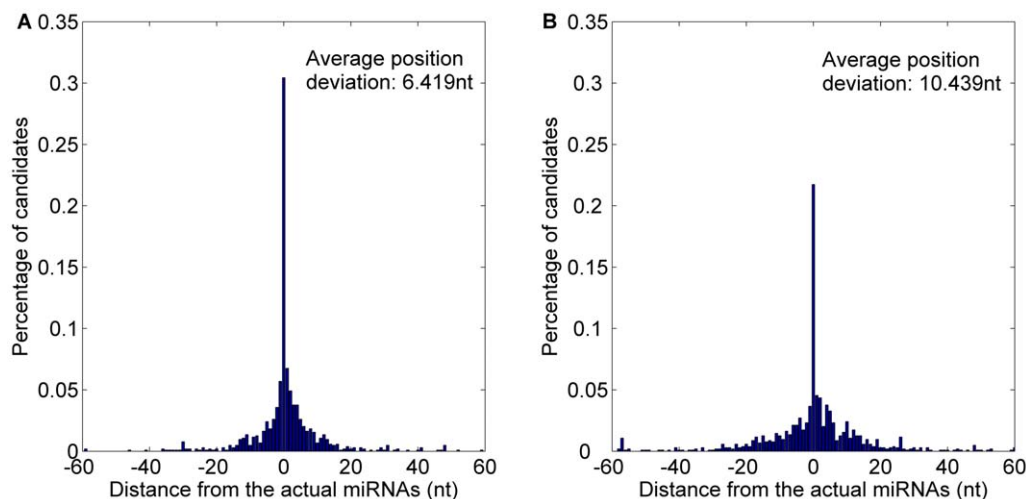 A
0.35
0.3
0.25
0.2
0.15
0.1
0.05
0
-60 -40 -20 0 20 40 60
Percentage of candidates
Distance from the actual miRNAs (nt)
Average position
deviation: 6.419nt
B
0.35
0.3
0.25
0.2
0.15
0.1
0.05
0
-60 -40 -20 0 20 40 60
Percentage of candidates
Distance from the actual miRNAs (nt)
Average position
deviation: 10.439nt